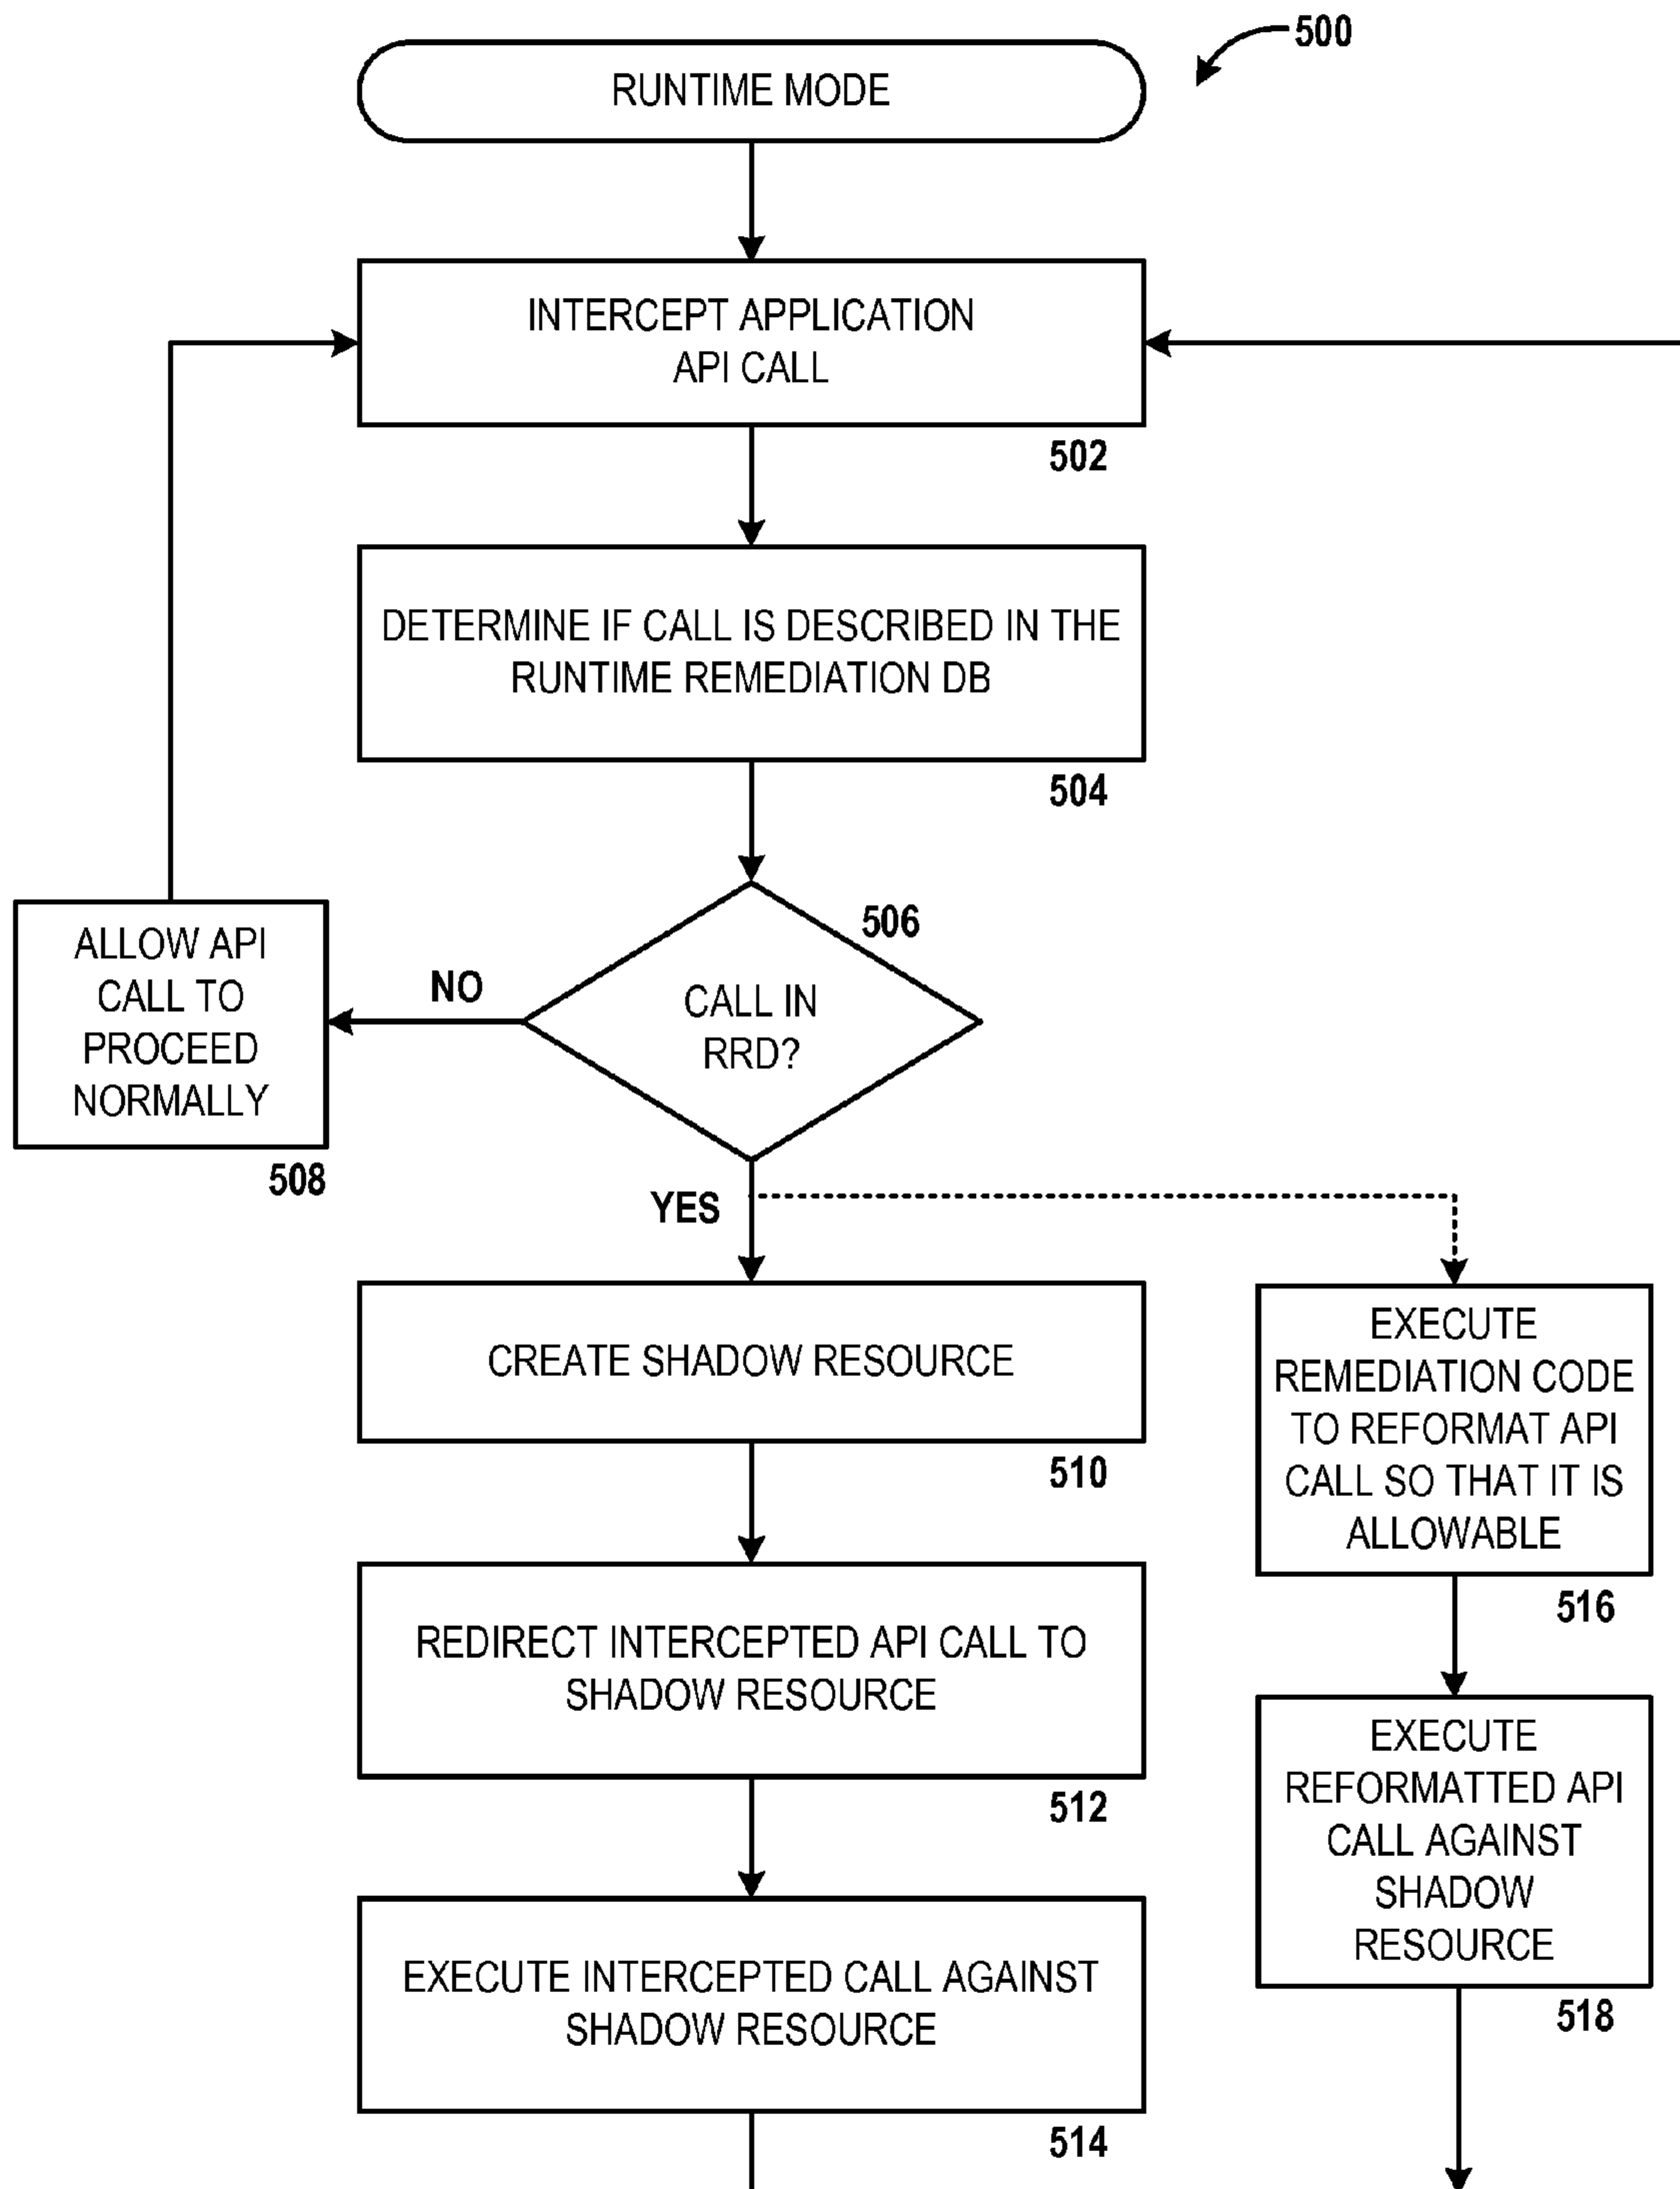 500
RUNTIME MODE
INTERCEPT APPLICATION
API CALL
502
DETERMINE IF CALL IS DESCRIBED IN THE
RUNTIME REMEDIATION DB
504
506
CALL IN
RRD?
NO
ALLOW API
CALL TO
PROCEED
NORMALLY
508
YES
CREATE SHADOW RESOURCE
510
REDIRECT INTERCEPTED API CALL TO
SHADOW RESOURCE
512
EXECUTE INTERCEPTED CALL AGAINST
SHADOW RESOURCE
514
EXECUTE
REMEDIATION CODE
TO REFORMAT API
CALL SO THAT IT IS
ALLOWABLE
516
EXECUTE
REFORMATTED API
CALL AGAINST
SHADOW
RESOURCE
518